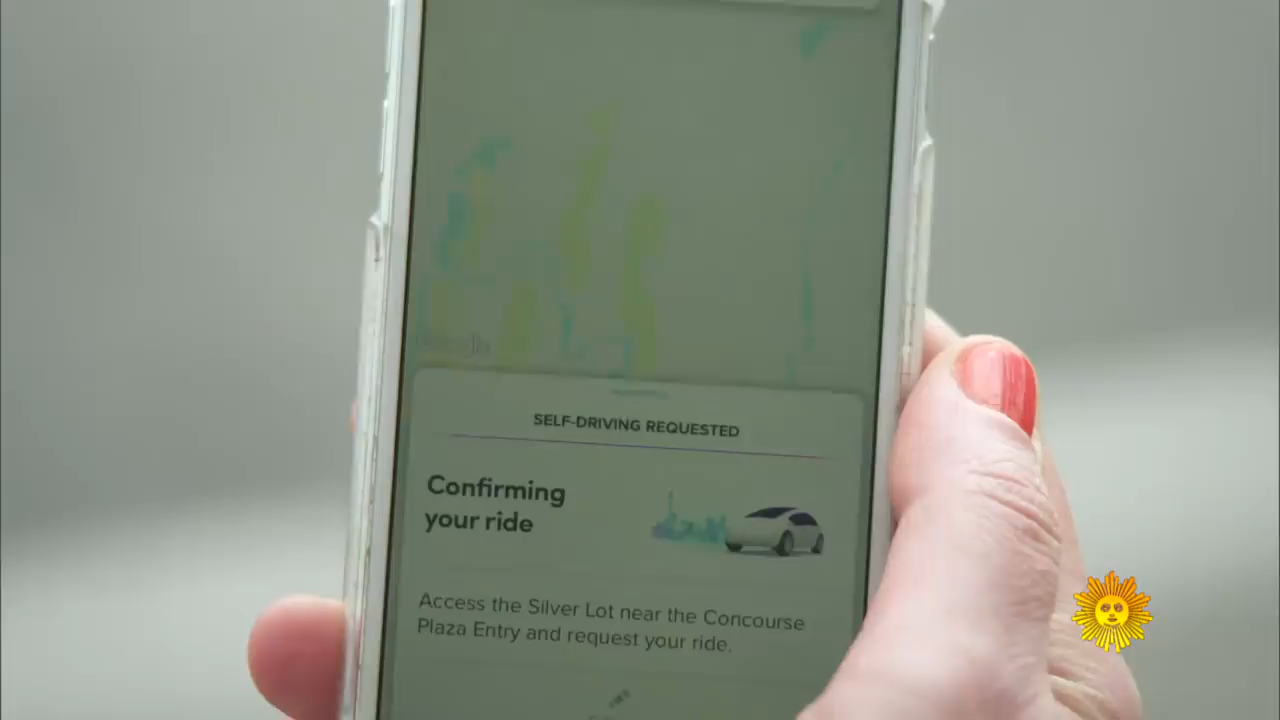 SELF-DRIVING REQUESTED
Confirming
your ride
Access the Silver Lot near the Concourse
Plaza Entry and request your ride.